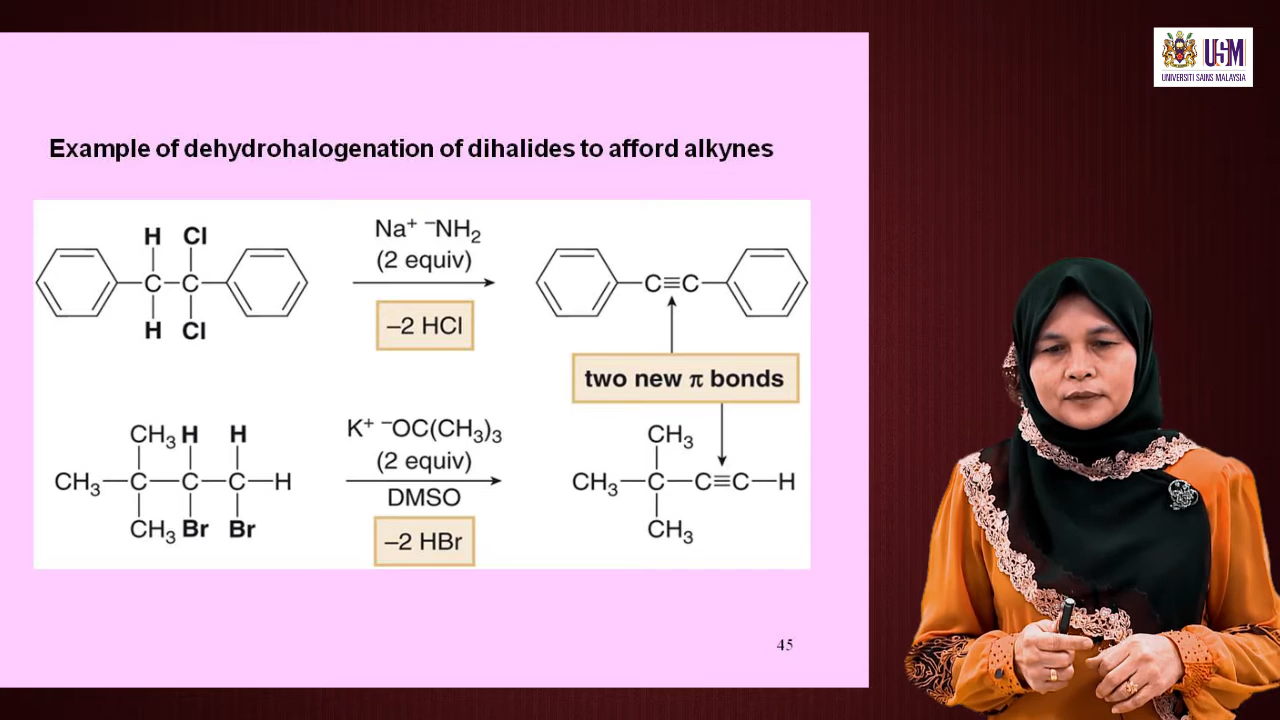 USM
UNIVERSITI SAINS MALAYSIA
Example of dehydrohalogenation of dihalides to afford alkynes
H Cl
C C
H Cl
Na⁺ ⁻NH₂
(2 equiv)
–2 HCl
C≡C
two new π bonds
CH₃ H H
CH₃—C—C—C—H
CH₃ Br Br
K⁺ ⁻OC(CH₃)₃
(2 equiv)
DMSO
–2 HBr
CH₃
CH₃—C—C≡C—H
CH₃
45